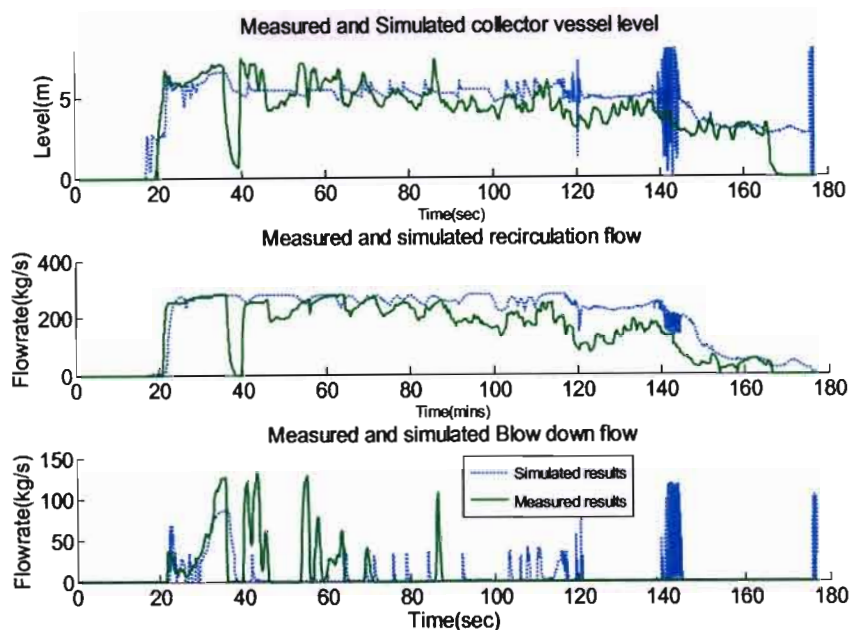 Measured and Simulated collector vessel level
Level(m)
5
0
0 20 40 60 80 100 120 140 160 180
Time(sec)
Measured and simulated recirculation flow
Flowrate(kg/s)
400
200
0
0 20 40 60 80 100 120 140 160 180
Time(mins)
Measured and simulated Blow down flow
Flowrate(kg/s)
150
100
50
0
Simulated results
Measured results
0 20 40 60 80 100 120 140 160 180
Time(sec)